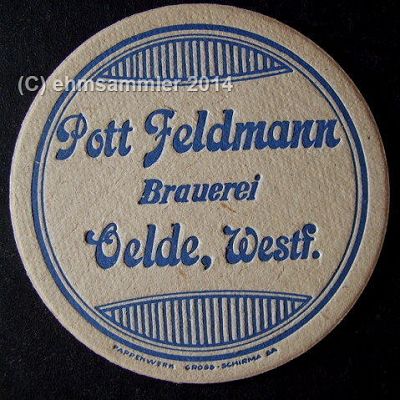 (C) ehmsammler 2014
Pott Feldmann
Brauerei
Oelde, Westf.
PAPPENWERK GROSS-SCHIRMA SA